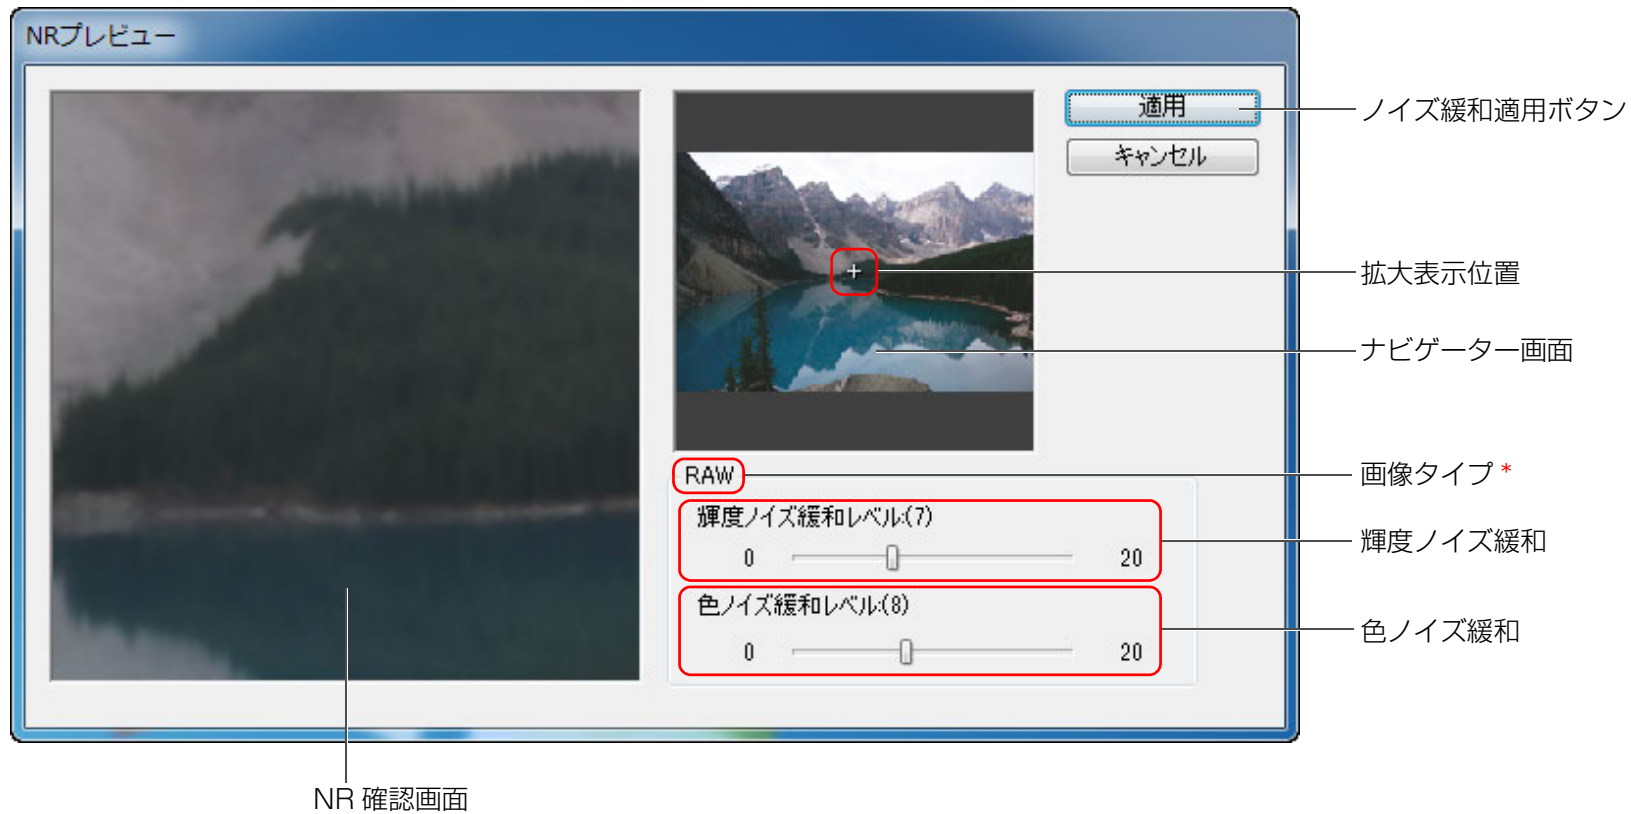 NRプレビュー
適用
ノイズ緩和適用ボタン
キャンセル
拡大表示位置
ナビゲーター画面
RAW
画像タイプ *
輝度ノイズ緩和レベル:(7)
0 20
輝度ノイズ緩和
色ノイズ緩和レベル:(8)
0 20
色ノイズ緩和
NR 確認画面